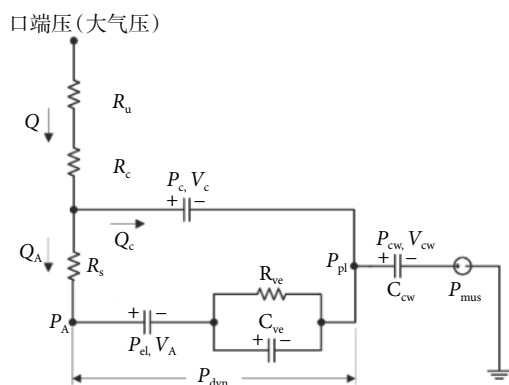 口端压(大气压)
Q
R_u
R_c
P_c, V_c
+ −
Q_c
Q_A
R_s
P_pl
P_cw, V_cw
+ −
C_cw
P_mus
R_ve
C_ve
+ −
P_A
+ −
P_el, V_A
P_dyn